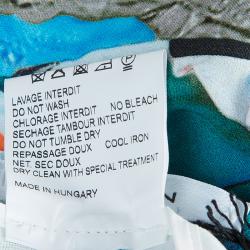 LAVAGE INTERDIT
DO NOT WASH
CHLORAGE INTERDIT NO BLEACH
SECHAGE TAMBOUR INTERDIT
DO NOT TUMBLE DRY
REPASSAGE DOUX COOL IRON
NET. SEC DOUX
DRY CLEAN WITH SPECIAL TREATMENT
MADE IN HUNGARY